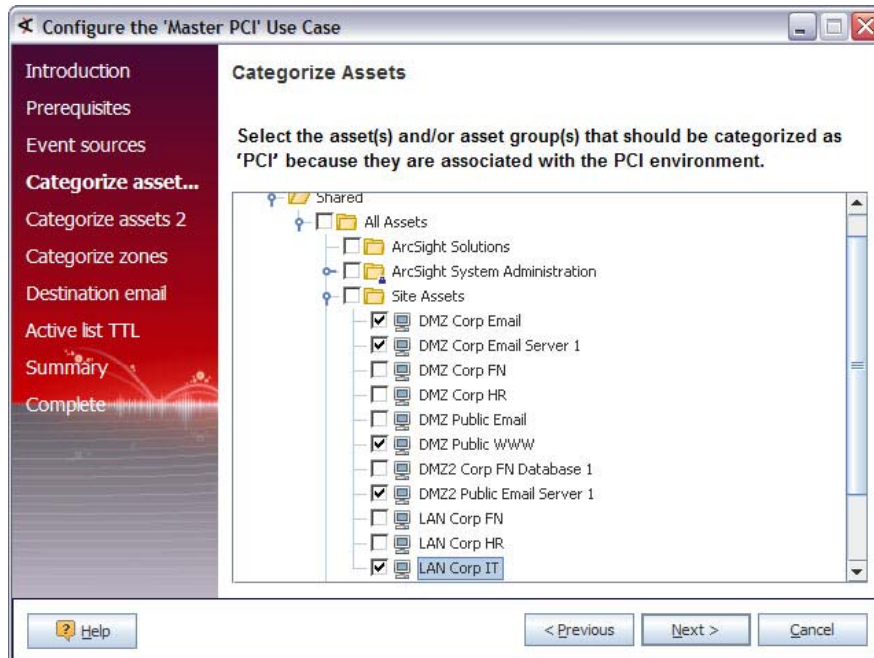 Configure the 'Master PCI' Use Case
Introduction
Prerequisites
Event sources
Categorize asset...
Categorize assets 2
Categorize zones
Destination email
Active list TTL
Summary
Complete
Categorize Assets
Select the asset(s) and/or asset group(s) that should be categorized as
'PCI' because they are associated with the PCI environment.
Shared
All Assets
ArcSight Solutions
ArcSight System Administration
Site Assets
DMZ Corp Email
DMZ Corp Email Server 1
DMZ Corp FN
DMZ Corp HR
DMZ Public Email
DMZ Public WWW
DMZ2 Corp FN Database 1
DMZ2 Public Email Server 1
LAN Corp FN
LAN Corp HR
LAN Corp IT
Help
< Previous
Next >
Cancel